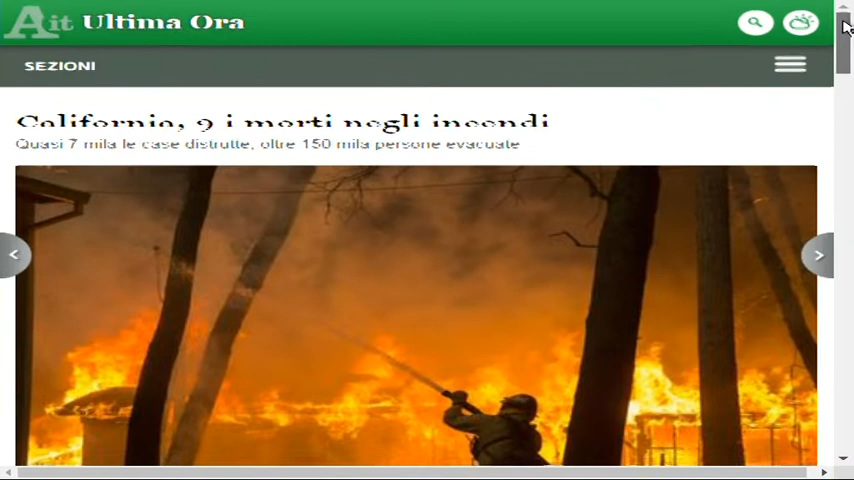 Ait Ultima Ora
SEZIONI
California, 9 i morti negli incendi
Quasi 7 mila le case distrutte, oltre 150 mila persone evacuate